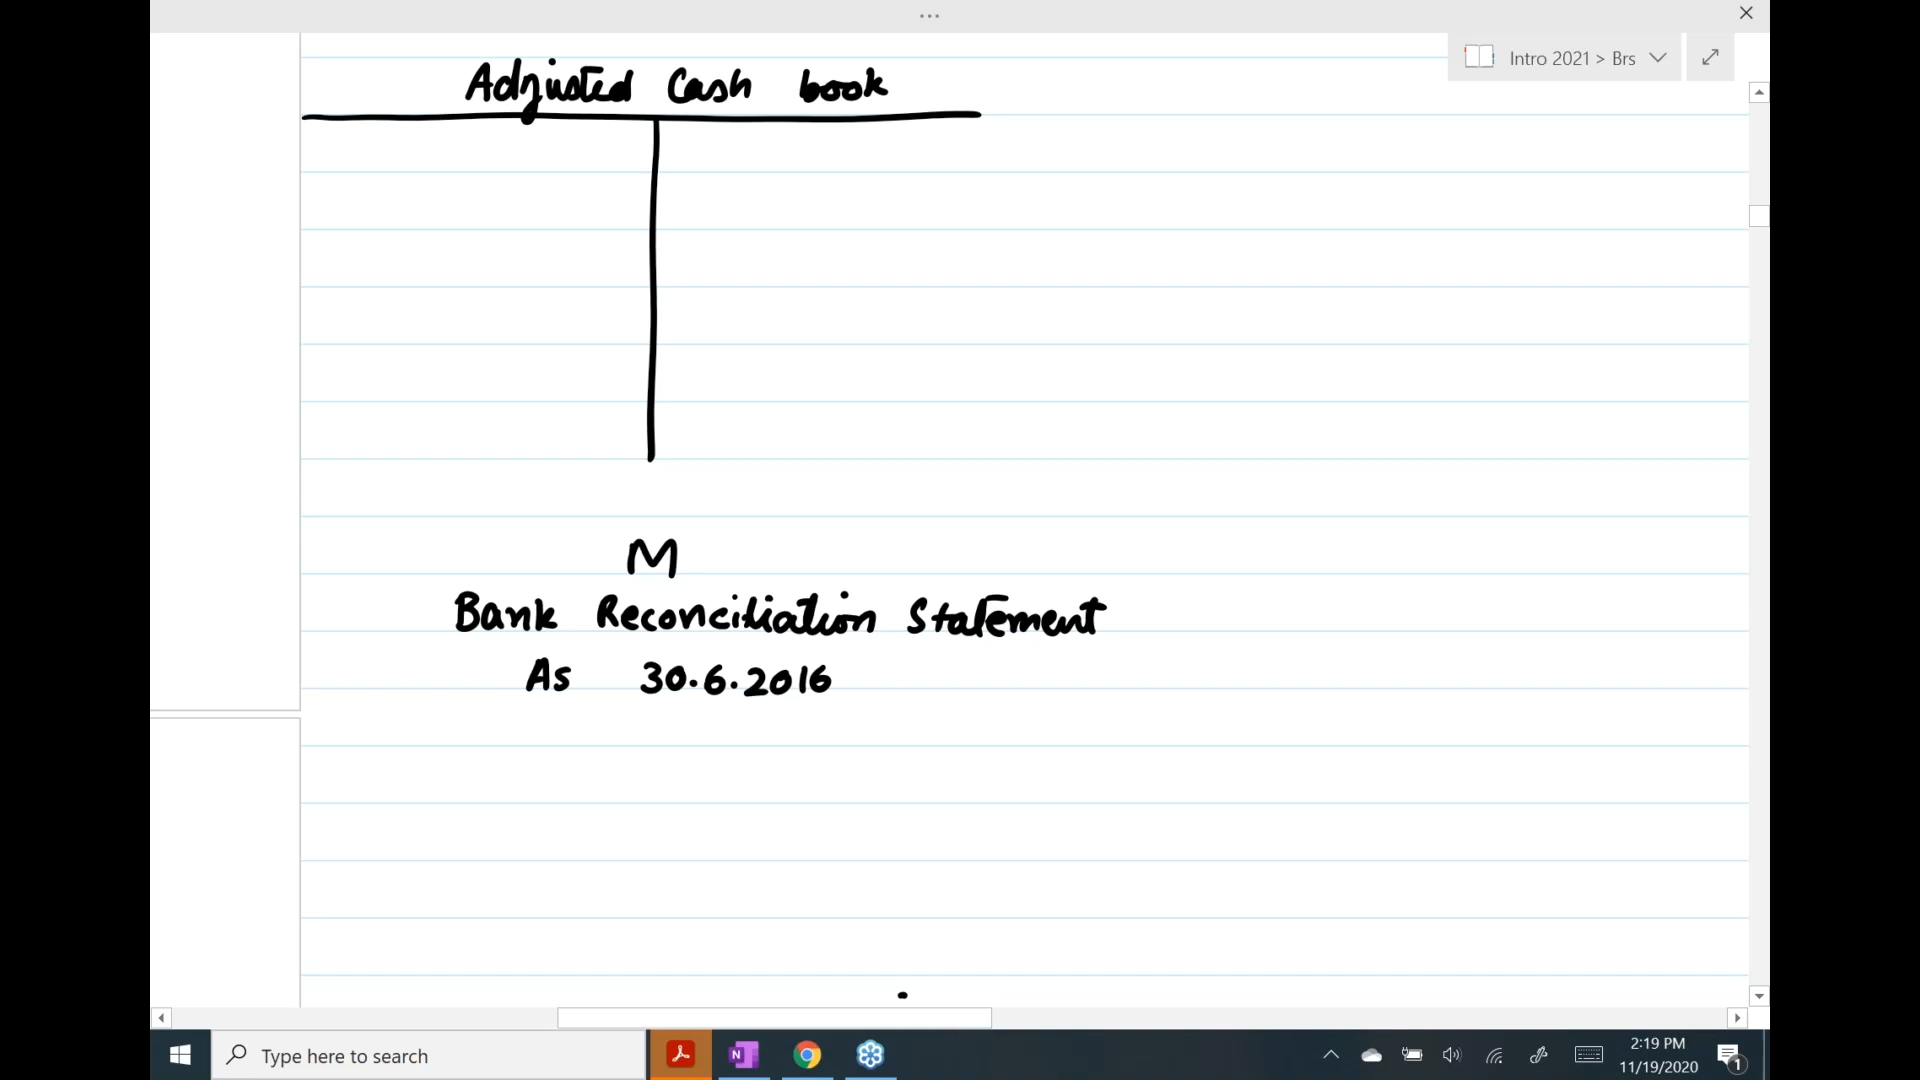 Intro 2021 > Brs
Adjusted Cash book
M
Bank Reconciliation Statement
As 30.6.2016
Type here to search
2:19 PM
11/19/2020
1